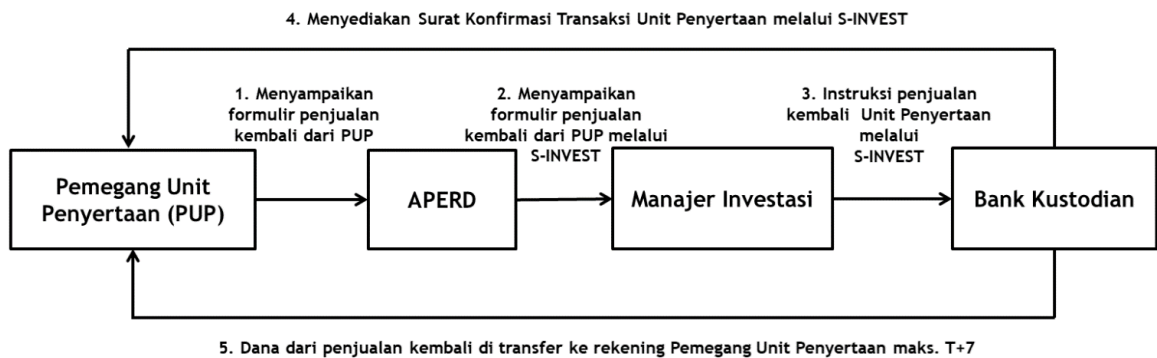 4. Menyediakan Surat Konfirmasi Transaksi Unit Penyertaan melalui S-INVEST
1. Menyampaikan
formulir penjualan
kembali dari PUP
2. Menyampaikan
formulir penjualan
kembali dari PUP melalui
S-INVEST
3. Instruksi penjualan
kembali Unit Penyertaan
melalui
S-INVEST
Pemegang Unit
Penyertaan (PUP)
APERD
Manajer Investasi
Bank Kustodian
5. Dana dari penjualan kembali di transfer ke rekening Pemegang Unit Penyertaan maks. T+7